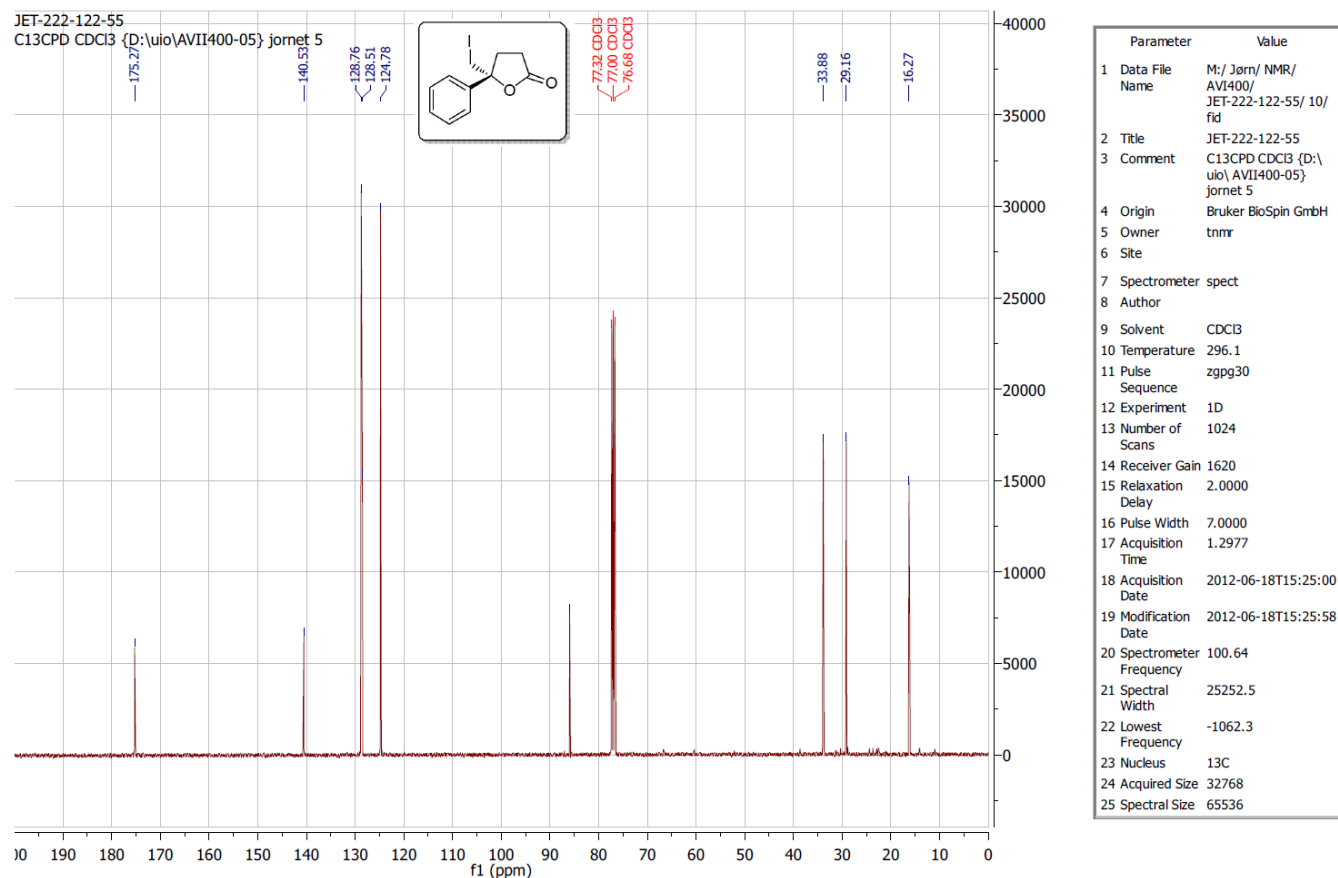 JET-222-122-55
C13CPD CDCl3 {D:\uio\AVII400-05} jornet 5
175.27
140.53
128.76
128.51
124.78
77.32 CDCl3
77.00 CDCl3
76.68 CDCl3
33.88
29.16
16.27
I
O
O
40000
35000
30000
25000
20000
15000
10000
5000
0
00 190 180 170 160 150 140 130 120 110 100 90 80 70 60 50 40 30 20 10 0
f1 (ppm)
Parameter Value
1 Data File M:/ Jørn/ NMR/
Name AVI400/
JET-222-122-55/ 10/
fid
2 Title JET-222-122-55
3 Comment C13CPD CDCl3 {D:\
uio\ AVII400-05}
jornet 5
4 Origin Bruker BioSpin GmbH
5 Owner tnmr
6 Site
7 Spectrometer spect
8 Author
9 Solvent CDCl3
10 Temperature 296.1
11 Pulse zgpg30
Sequence
12 Experiment 1D
13 Number of 1024
Scans
14 Receiver Gain 1620
15 Relaxation 2.0000
Delay
16 Pulse Width 7.0000
17 Acquisition 1.2977
Time
18 Acquisition 2012-06-18T15:25:00
Date
19 Modification 2012-06-18T15:25:58
Date
20 Spectrometer 100.64
Frequency
21 Spectral 25252.5
Width
22 Lowest -1062.3
Frequency
23 Nucleus 13C
24 Acquired Size 32768
25 Spectral Size 65536